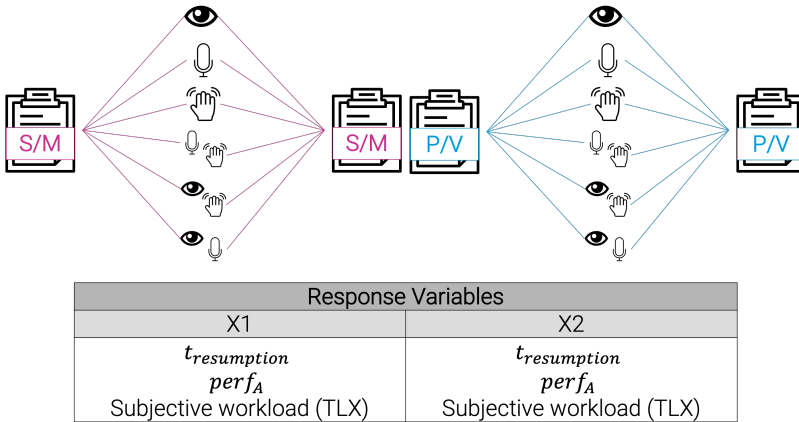 S/M
S/M
P/V
P/V
Response Variables
X1
X2
t_resumption
t_resumption
perf_A
perf_A
Subjective workload (TLX)
Subjective workload (TLX)